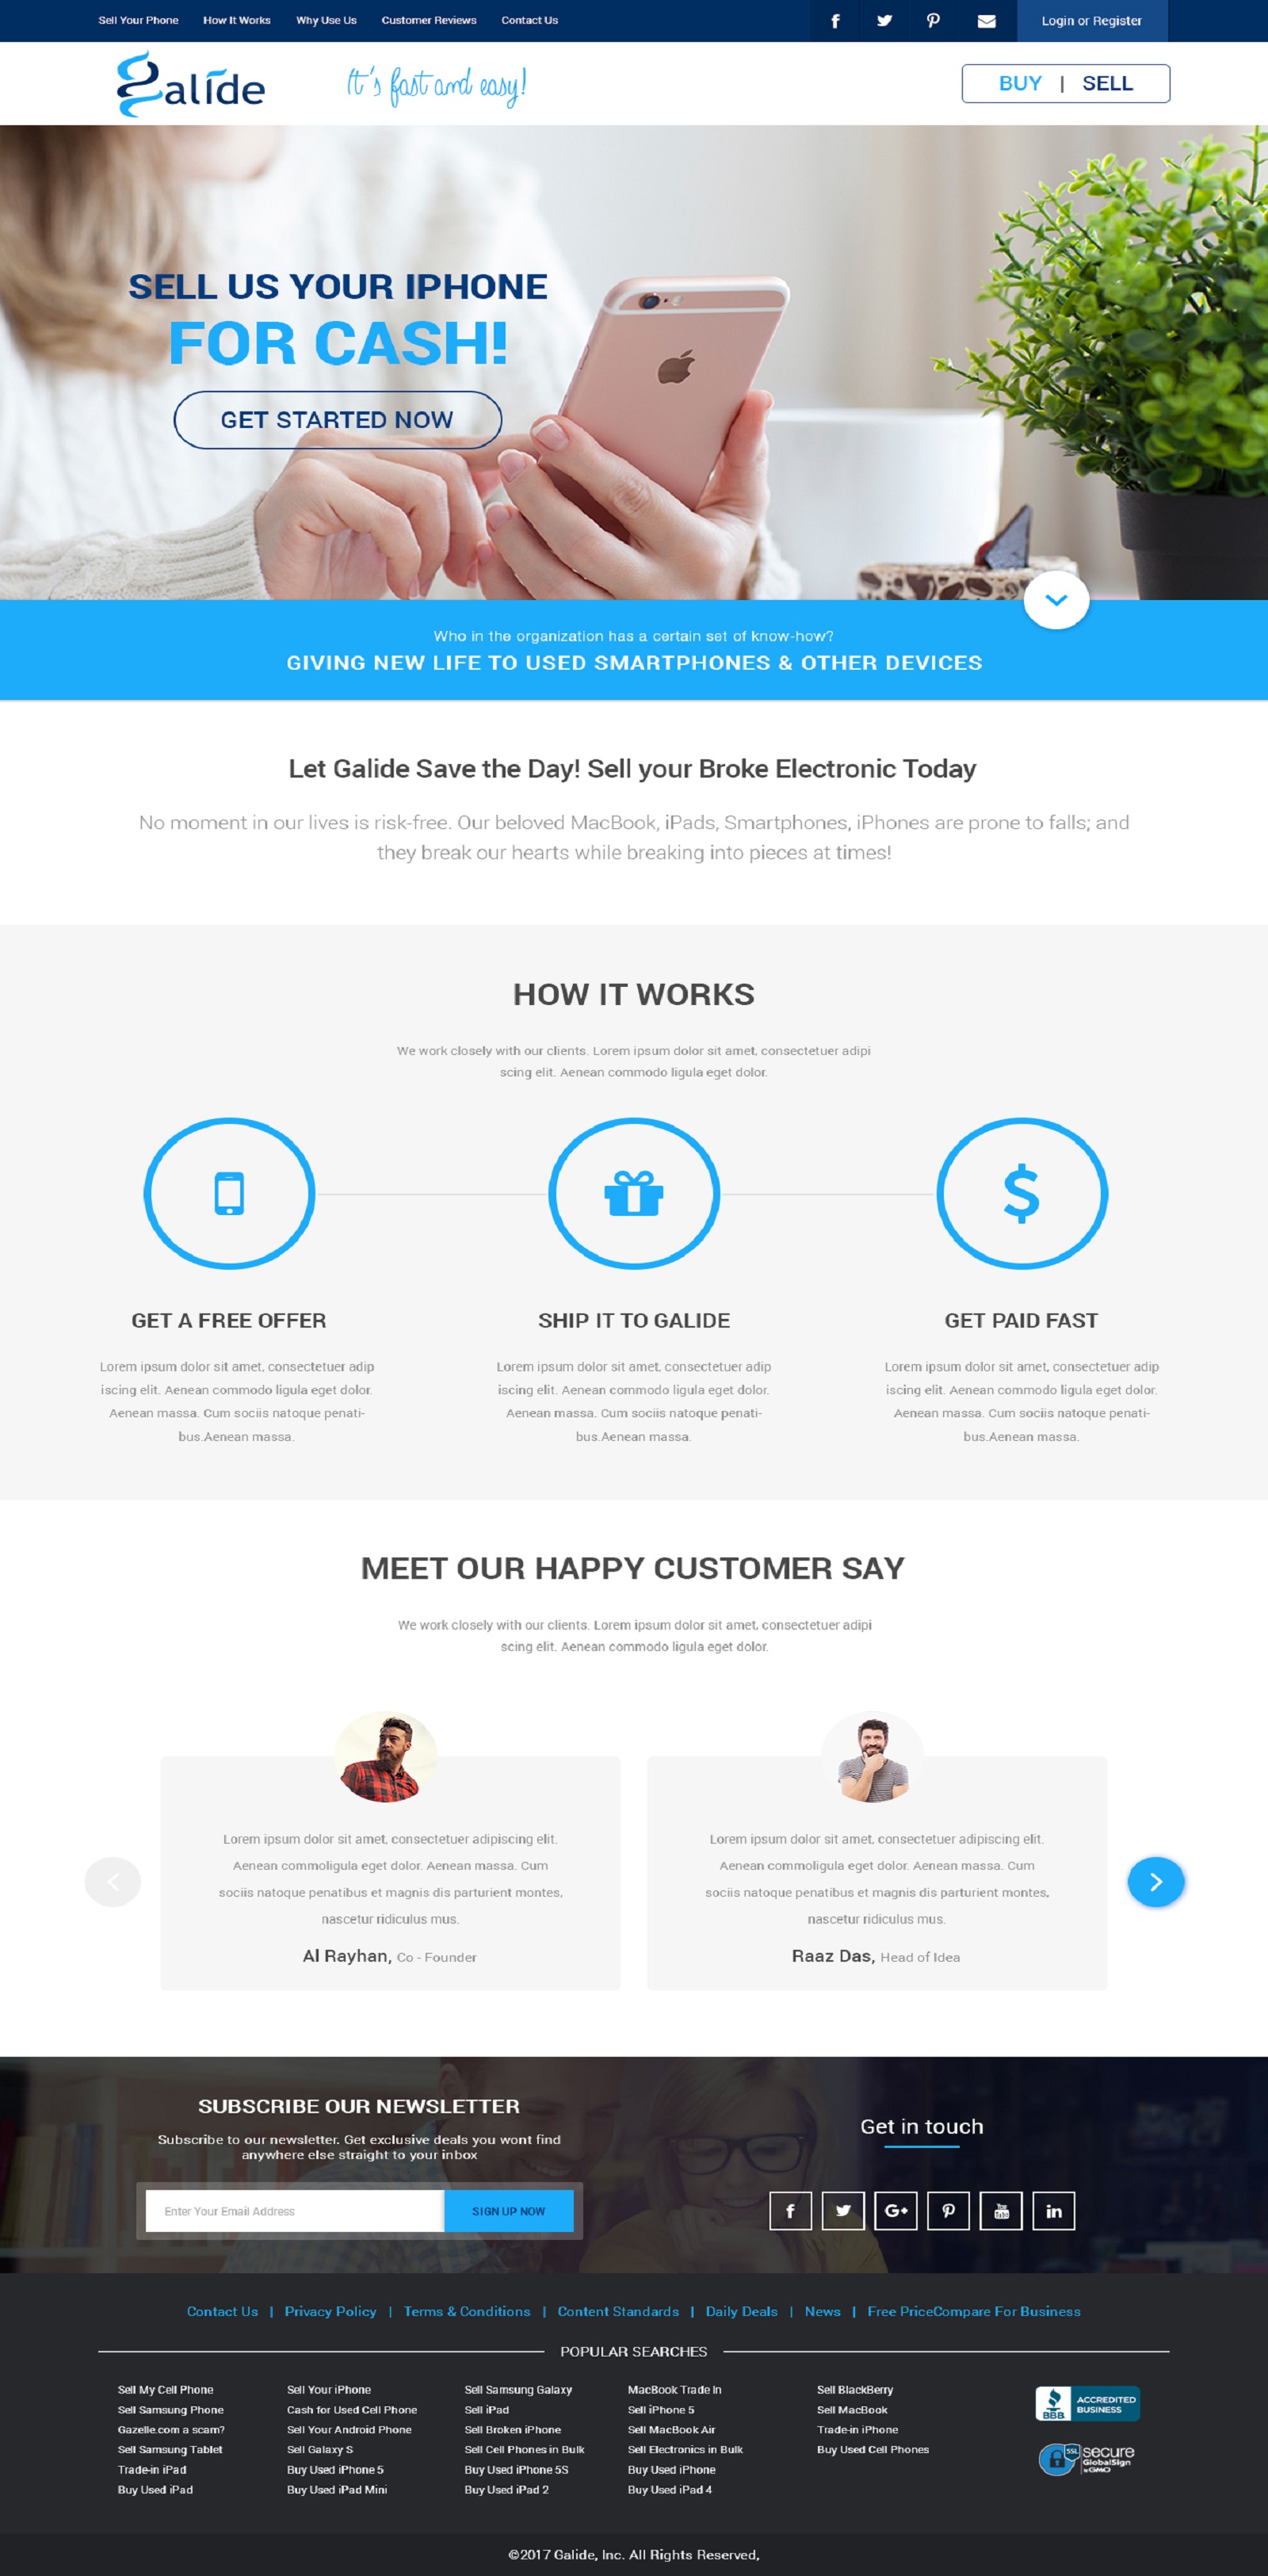 Sell Your Phone How It Works Why Use Us Customer Reviews Contact Us Login or Register
galide It's fast and easy! BUY | SELL
SELL US YOUR IPHONE
FOR CASH!
GET STARTED NOW
Who in the organization has a certain set of know-how?
GIVING NEW LIFE TO USED SMARTPHONES & OTHER DEVICES
Let Galide Save the Day! Sell your Broke Electronic Today
No moment in our lives is risk-free. Our beloved MacBook, iPads, Smartphones, iPhones are prone to falls; and
they break our hearts while breaking into pieces at times!
HOW IT WORKS
We work closely with our clients. Lorem ipsum dolor sit amet, consectetuer adipi
scing elit. Aenean commodo ligula eget dolor.
GET A FREE OFFER
Lorem ipsum dolor sit amet, consectetuer adip
iscing elit. Aenean commodo ligula eget dolor.
Aenean massa. Cum sociis natoque penati-
bus.Aenean massa.
SHIP IT TO GALIDE
Lorem ipsum dolor sit amet, consectetuer adip
iscing elit. Aenean commodo ligula eget dolor.
Aenean massa. Cum sociis natoque penati-
bus.Aenean massa.
GET PAID FAST
Lorem ipsum dolor sit amet, consectetuer adip
iscing elit. Aenean commodo ligula eget dolor.
Aenean massa. Cum sociis natoque penati-
bus.Aenean massa.
MEET OUR HAPPY CUSTOMER SAY
We work closely with our clients. Lorem ipsum dolor sit amet, consectetuer adipi
scing elit. Aenean commodo ligula eget dolor.
Lorem ipsum dolor sit amet, consectetuer adipiscing elit.
Aenean commoligula eget dolor. Aenean massa. Cum
sociis natoque penatibus et magnis dis parturient montes,
nascetur ridiculus mus.
Al Rayhan, Co - Founder
Lorem ipsum dolor sit amet, consectetuer adipiscing elit.
Aenean commoligula eget dolor. Aenean massa. Cum
sociis natoque penatibus et magnis dis parturient montes,
nascetur ridiculus mus.
Raaz Das, Head of Idea
SUBSCRIBE OUR NEWSLETTER
Subscribe to our newsletter. Get exclusive deals you wont find
anywhere else straight to your inbox
Enter Your Email Address SIGN UP NOW
Get in touch
f G+ You Tube in
Contact Us | Privacy Policy | Terms & Conditions | Content Standards | Daily Deals | News | Free PriceCompare For Business
POPULAR SEARCHES
Sell My Cell Phone
Sell Samsung Phone
Gazelle.com a scam?
Sell Samsung Tablet
Trade-in iPad
Buy Used iPad
Sell Your iPhone
Cash for Used Cell Phone
Sell Your Android Phone
Sell Galaxy S
Buy Used iPhone 5
Buy Used iPad Mini
Sell Samsung Galaxy
Sell iPad
Sell Broken iPhone
Sell Cell Phones in Bulk
Buy Used iPhone 5S
Buy Used iPad 2
MacBook Trade In
Sell iPhone 5
Sell MacBook Air
Sell Electronics in Bulk
Buy Used iPhone
Buy Used iPad 4
Sell BlackBerry
Sell MacBook
Trade-in iPhone
Buy Used Cell Phones
BBB. ACCREDITED
BUSINESS
SSL secure
GlobalSign
by GMO
©2017 Galide, Inc. All Rights Reserved,